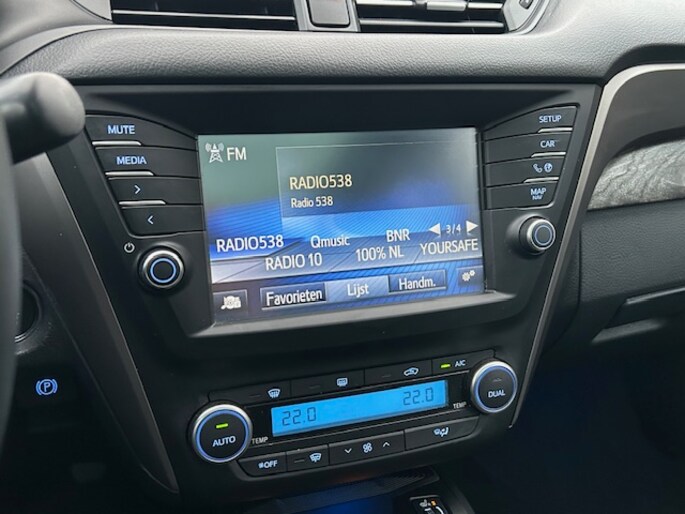 MUTE
MEDIA
>
<
SETUP
CAR
MAP
NAV
FM
RADIO538
Radio 538
RADIO538 Qmusic BNR ◀ 3/4 ▶
RADIO 10 100% NL YOURSAFE
Favorieten Lijst Handm.
A/C
AUTO
TEMP
22.0 22.0
TEMP
DUAL
OFF
(P)